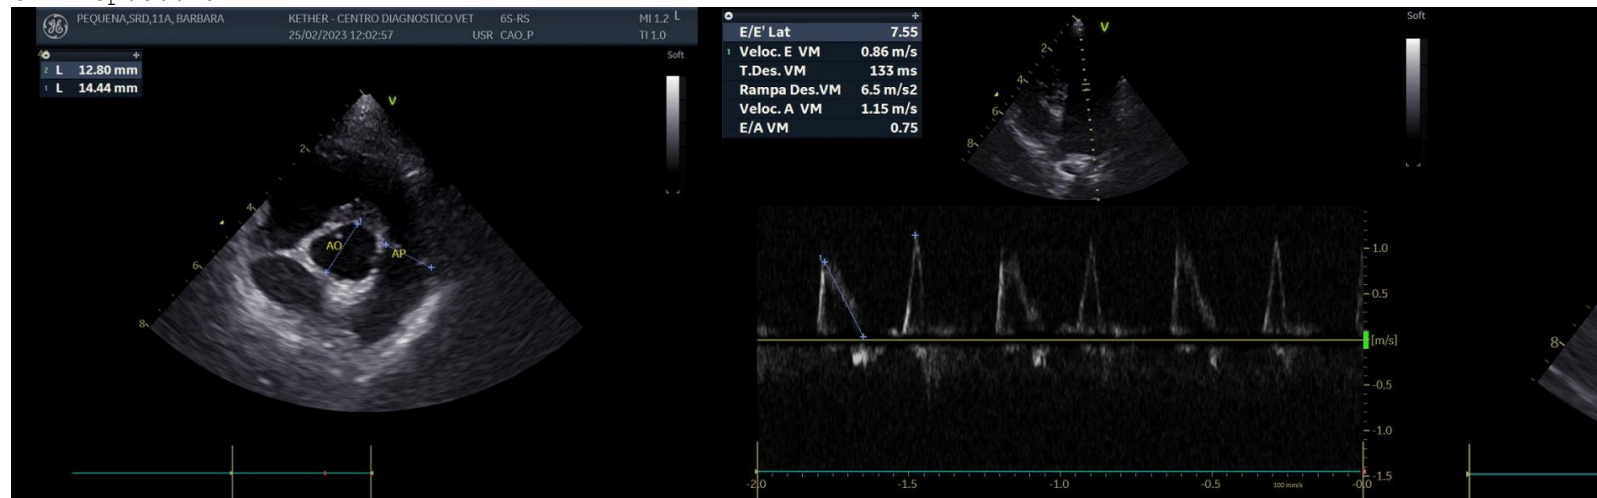 PEQUENA,SRD,11A, BARBARA
KETHER - CENTRO DIAGNOSTICO VET 6S-RS MI 1.2 L
25/02/2023 12:02:57 USR CAO_P TI 1.0
Soft
2 L 12.80 mm
1 L 14.44 mm
V
2
4
6
8
AO
AP
E/E' Lat 7.55
1 Veloc. E VM 0.86 m/s
T.Des. VM 133 ms
Rampa Des.VM 6.5 m/s2
Veloc. A VM 1.15 m/s
E/A VM 0.75
V
2
4
6
8
Soft
1.0
0.5
[m/s]
-0.5
-1.0
-1.5
-2.0 -1.5 -1.0 -0.5 100 mm/s -0.0
8